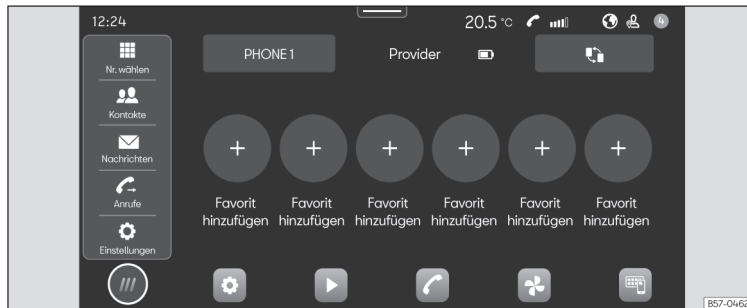 12:24
20.5 °C
4
PHONE 1
Provider
Nr. wählen
Kontakte
Nachrichten
Anrufe
Einstellungen
Favorit Favorit Favorit Favorit Favorit Favorit
hinzufügen hinzufügen hinzufügen hinzufügen hinzufügen hinzufügen
B57-0462